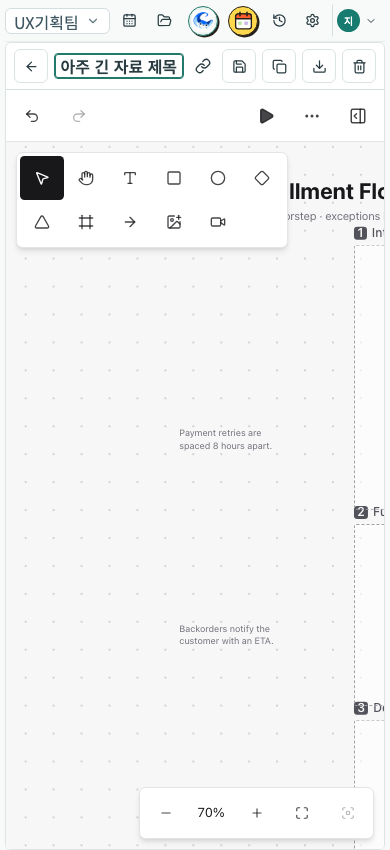 UX기획팀
지
아주 긴 자료 제목
T
llment Flo
orstep · exceptions
1 Int
Payment retries are
spaced 8 hours apart.
2 Fu
Backorders notify the
customer with an ETA.
3 De
70%